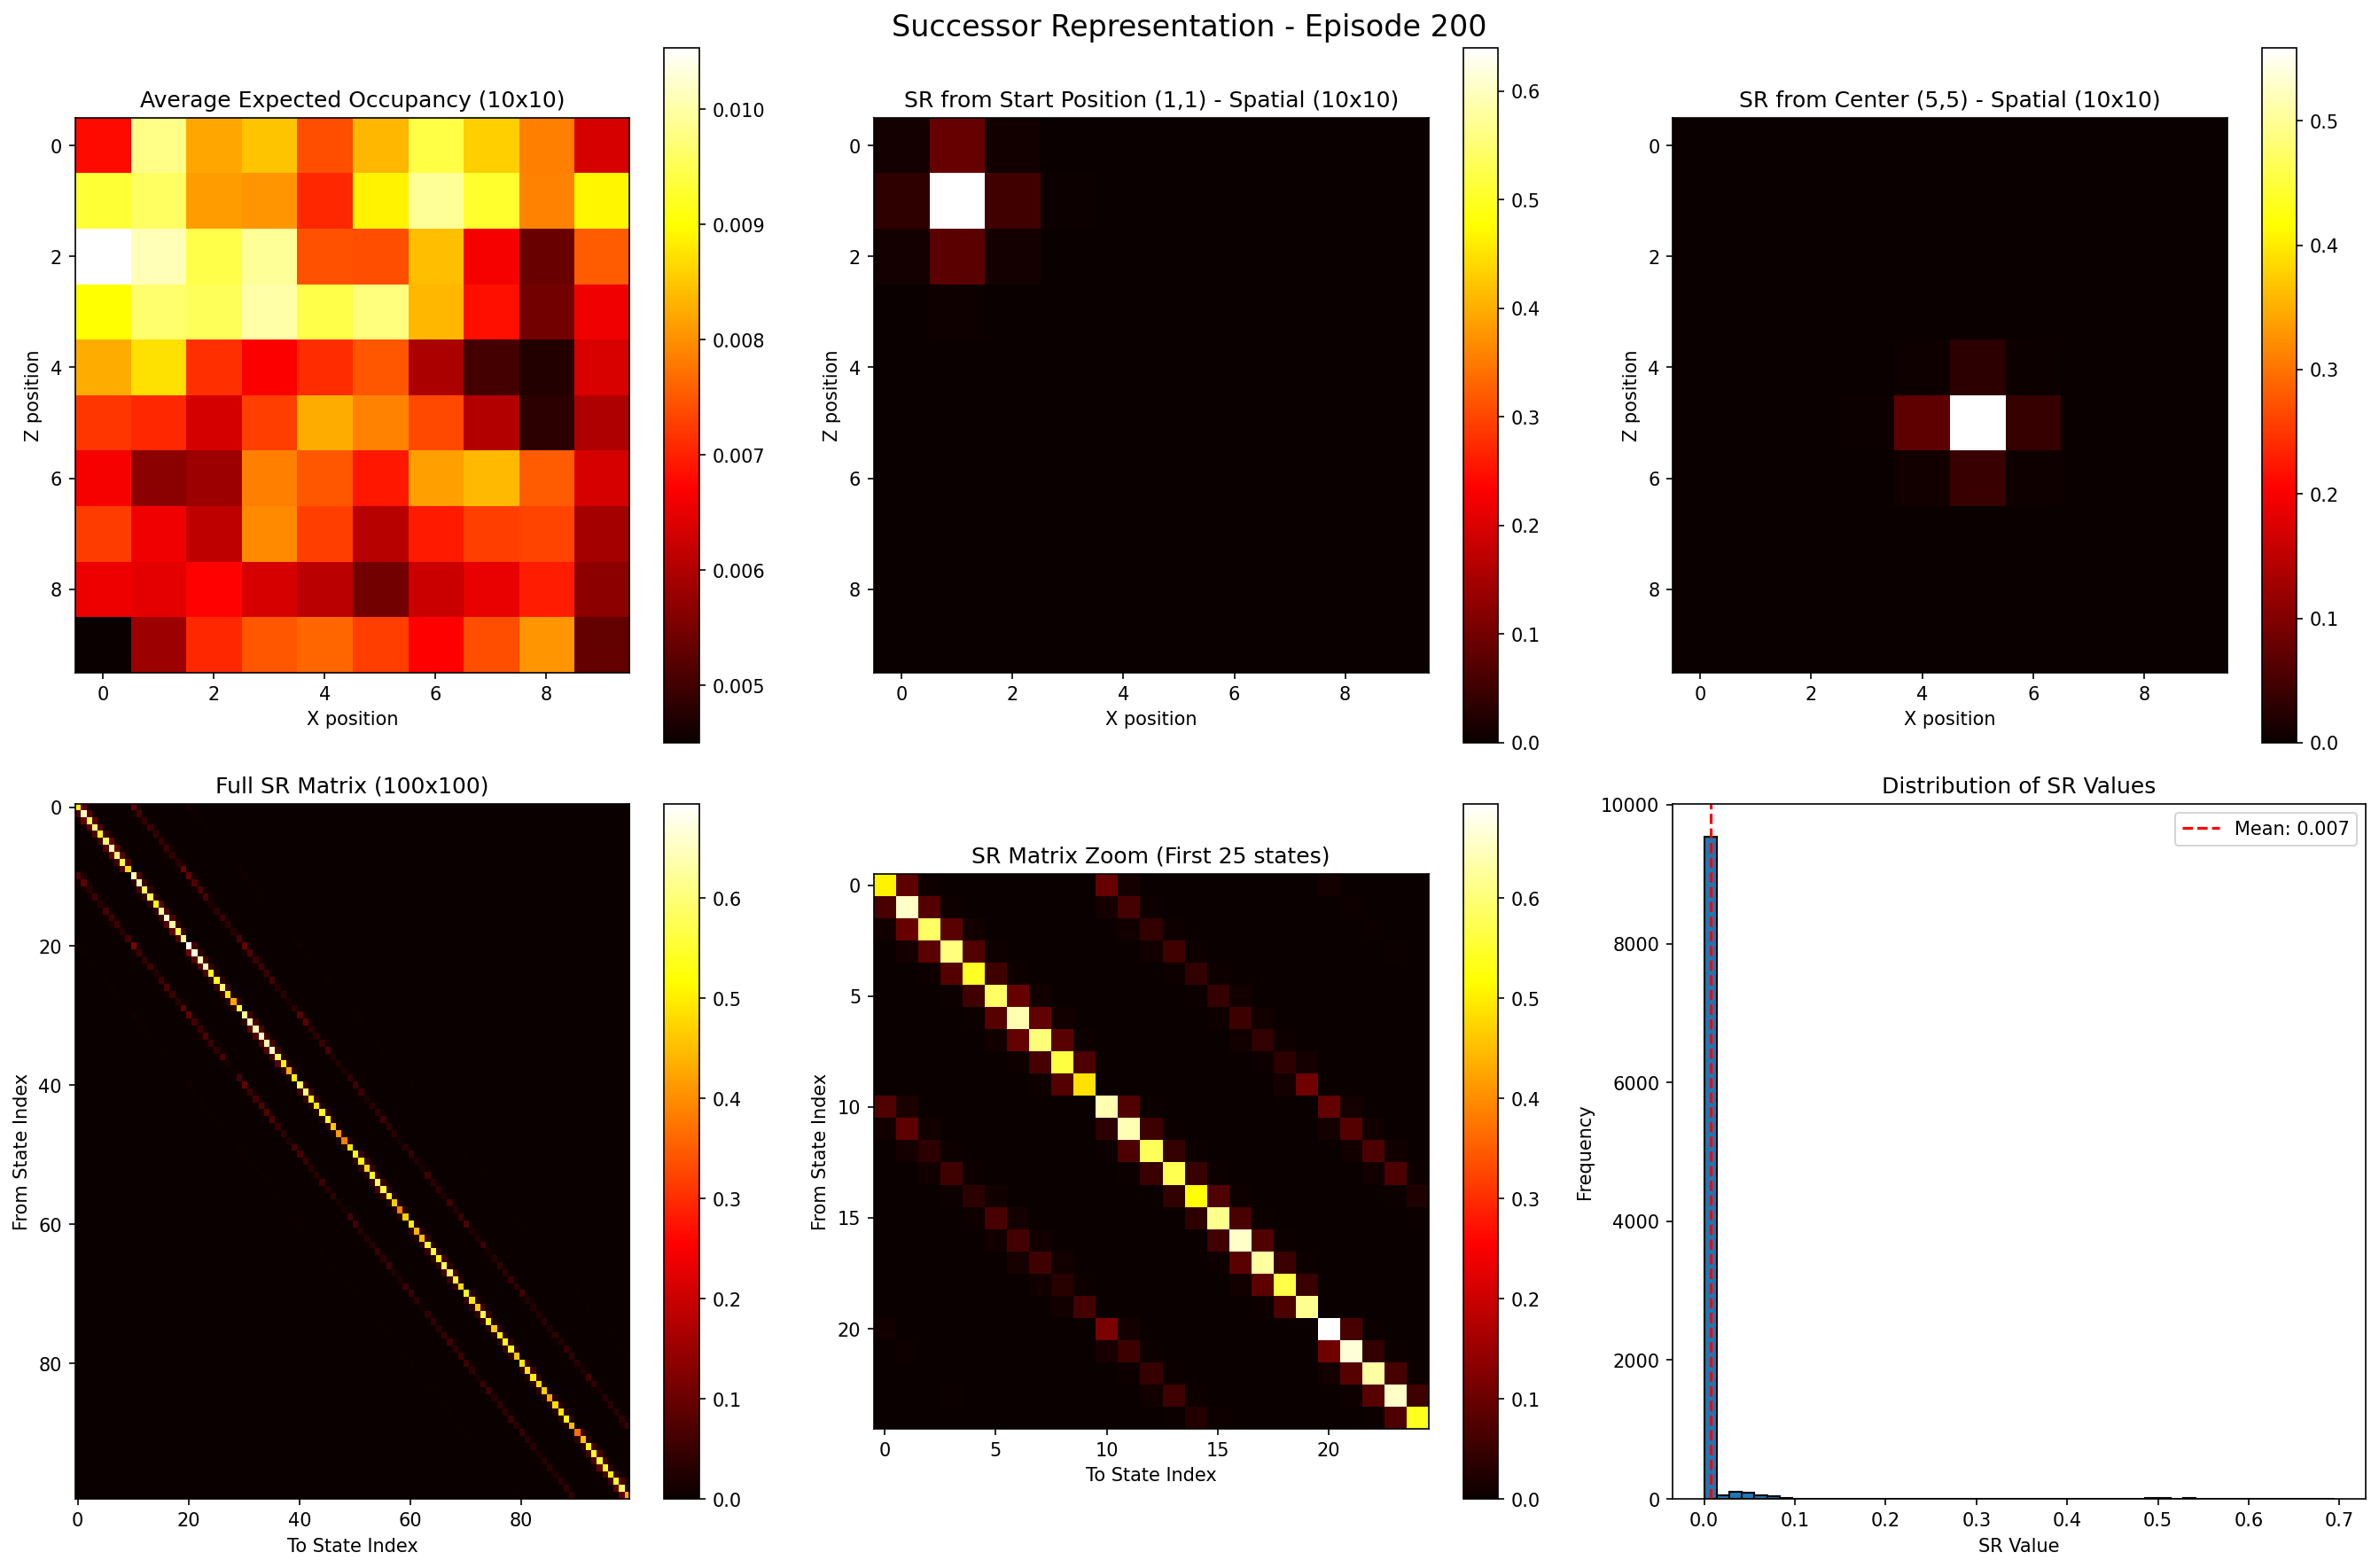 Successor Representation - Episode 200
Average Expected Occupancy (10x10)
0
2
4
6
8
Z position
0 2 4 6 8
X position
0.010
0.009
0.008
0.007
0.006
0.005
SR from Start Position (1,1) - Spatial (10x10)
0
2
4
6
8
Z position
0 2 4 6 8
X position
0.6
0.5
0.4
0.3
0.2
0.1
0.0
SR from Center (5,5) - Spatial (10x10)
0
2
4
6
8
Z position
0 2 4 6 8
X position
0.5
0.4
0.3
0.2
0.1
0.0
Full SR Matrix (100x100)
0
20
40
60
80
From State Index
0 20 40 60 80
To State Index
0.6
0.5
0.4
0.3
0.2
0.1
0.0
SR Matrix Zoom (First 25 states)
0
5
10
15
20
From State Index
0 5 10 15 20
To State Index
0.6
0.5
0.4
0.3
0.2
0.1
0.0
Distribution of SR Values
Mean: 0.007
10000
8000
6000
4000
2000
0
Frequency
0.0 0.1 0.2 0.3 0.4 0.5 0.6 0.7
SR Value